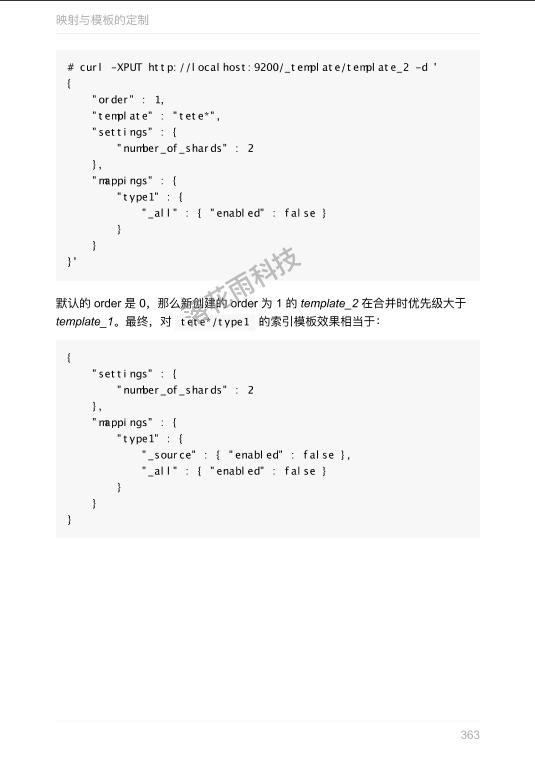 映射与模板的定制
# curl -XPUT http://localhost:9200/_template/template_2 -d '
{
    "order" : 1,
    "template" : "tete*",
    "settings" : {
        "number_of_shards" : 2
    },
    "mappings" : {
        "type1" : {
            "_all" : { "enabled" : false }
        }
    }
}'
默认的 order 是 0，那么新创建的 order 为 1 的 template_2 在合并时优先级大于
template_1。最终，对 tete*/type1 的索引模板效果相当于：
落花雨科技
{
    "settings" : {
        "number_of_shards" : 2
    },
    "mappings" : {
        "type1" : {
            "_source" : { "enabled" : false },
            "_all" : { "enabled" : false }
        }
    }
}
363